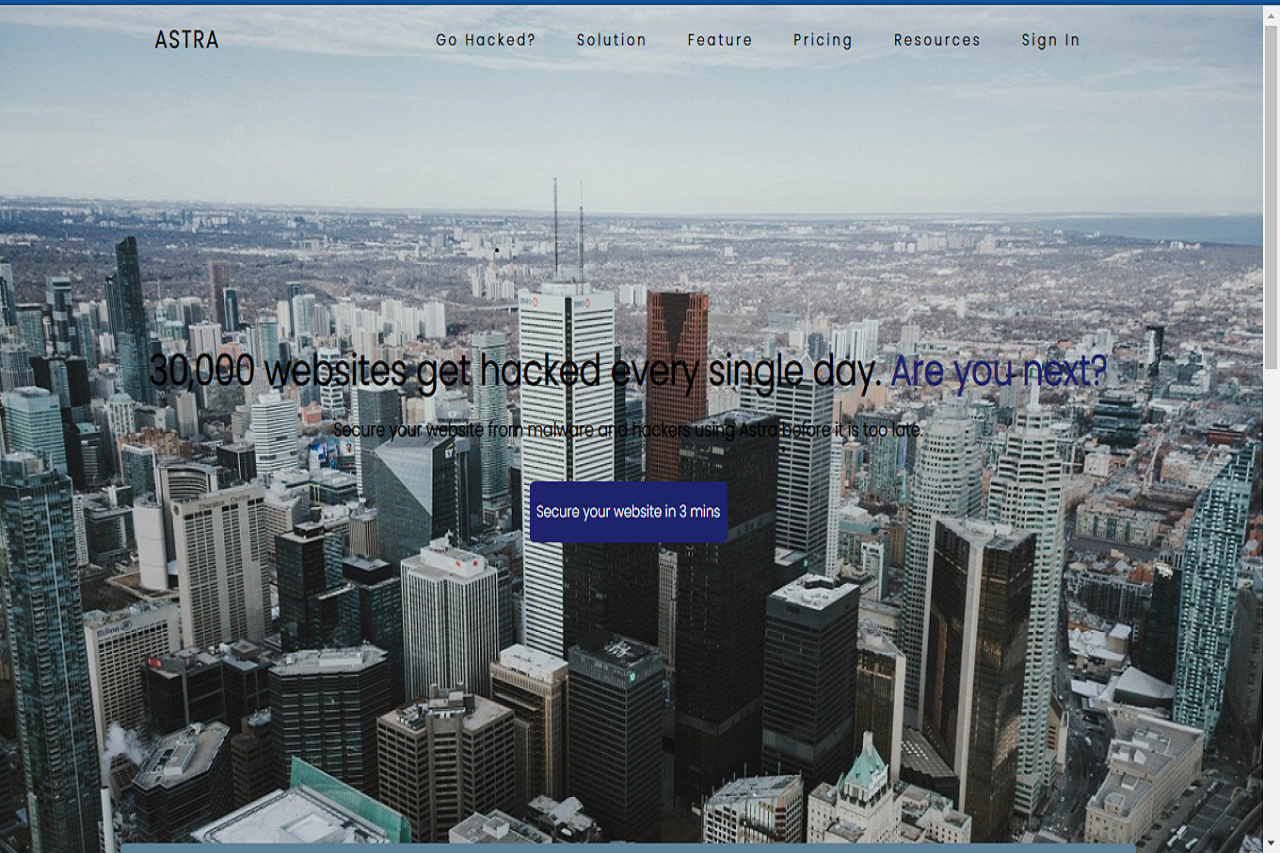 ASTRA Go Hacked? Solution Feature Pricing Resources Sign In
30,000 websites get hacked every single day. Are you next?
Secure your website from malware and hackers using Astra before it is too late.
Secure your website in 3 mins